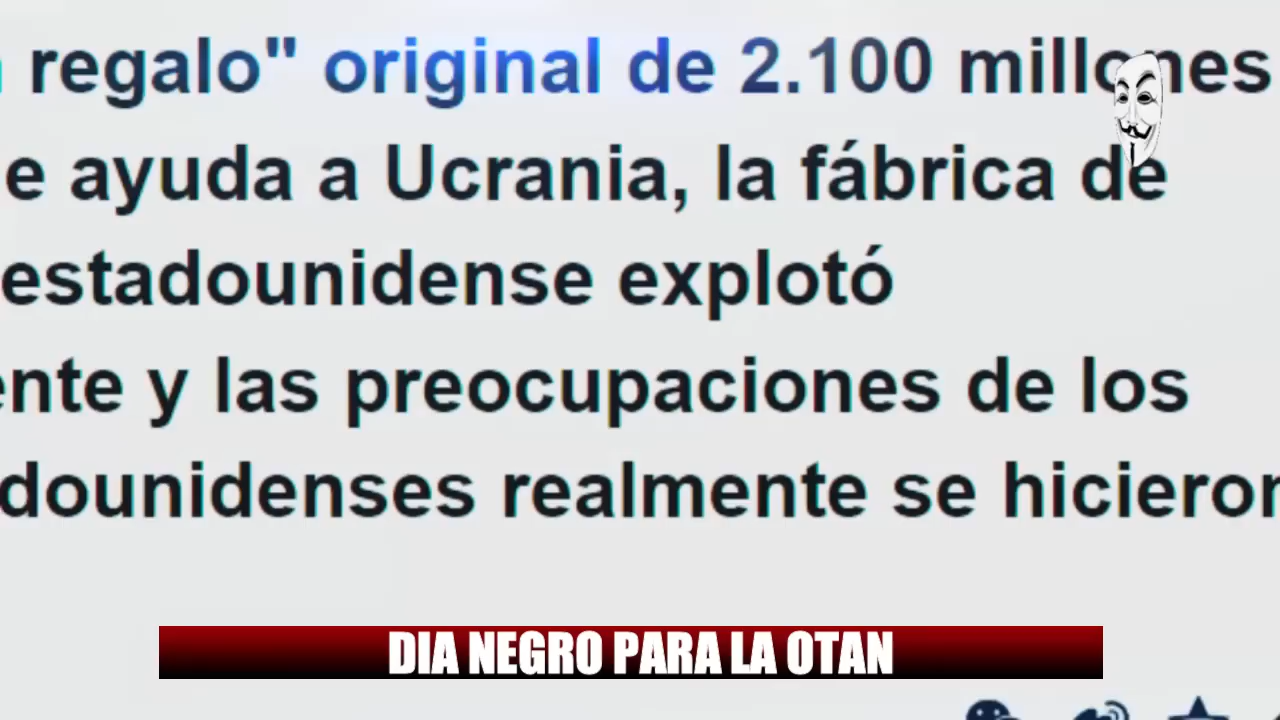 regalo" original de 2.100 millones
e ayuda a Ucrania, la fábrica de
estadounidense explotó
ente y las preocupaciones de los
dounidenses realmente se hicieron
DIA NEGRO PARA LA OTAN